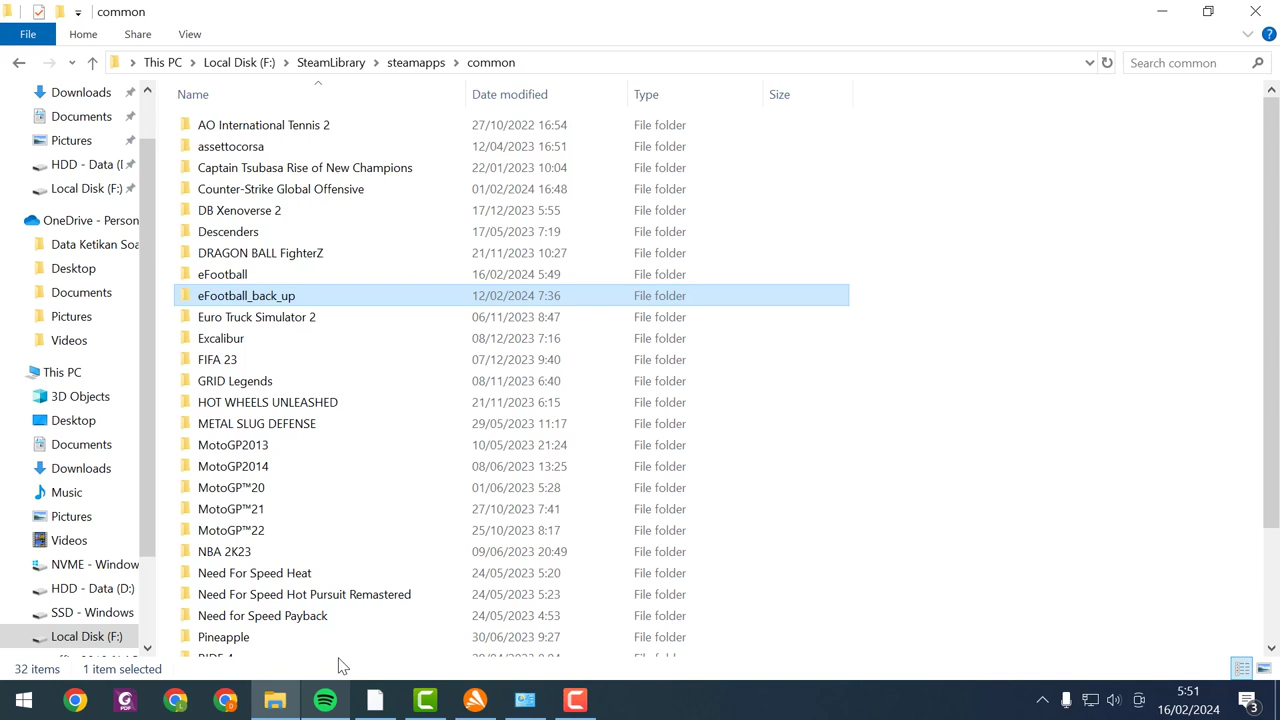 common
File
Home
Share
View
This PC
Local Disk (F:)
SteamLibrary
steamapps
common
Search common
Downloads
Documents
Pictures
HDD - Data (
Local Disk (F:)
OneDrive - Person
Data Ketikan Soa
Desktop
Documents
Pictures
Videos
This PC
3D Objects
Desktop
Documents
Downloads
Music
Pictures
Videos
NVME - Window
HDD - Data (D:)
SSD - Windows
Local Disk (F:)
Name Date modified Type Size
AO International Tennis 2 27/10/2022 16:54 File folder
assettocorsa 12/04/2023 16:51 File folder
Captain Tsubasa Rise of New Champions 22/01/2023 10:04 File folder
Counter-Strike Global Offensive 01/02/2024 16:48 File folder
DB Xenoverse 2 17/12/2023 5:55 File folder
Descenders 17/05/2023 7:19 File folder
DRAGON BALL FighterZ 21/11/2023 10:27 File folder
eFootball 16/02/2024 5:49 File folder
eFootball_back_up 12/02/2024 7:36 File folder
Euro Truck Simulator 2 06/11/2023 8:47 File folder
Excalibur 08/12/2023 7:16 File folder
FIFA 23 07/12/2023 9:40 File folder
GRID Legends 08/11/2023 6:40 File folder
HOT WHEELS UNLEASHED 21/11/2023 6:15 File folder
METAL SLUG DEFENSE 29/05/2023 11:17 File folder
MotoGP2013 10/05/2023 21:24 File folder
MotoGP2014 08/06/2023 13:25 File folder
MotoGP™20 01/06/2023 5:28 File folder
MotoGP™21 27/10/2023 7:41 File folder
MotoGP™22 25/10/2023 8:17 File folder
NBA 2K23 09/06/2023 20:49 File folder
Need For Speed Heat 24/05/2023 5:20 File folder
Need For Speed Hot Pursuit Remastered 24/05/2023 5:23 File folder
Need for Speed Payback 24/05/2023 4:53 File folder
Pineapple 30/06/2023 9:27 File folder
32 items 1 item selected
PDF
5:51
16/02/2024
3